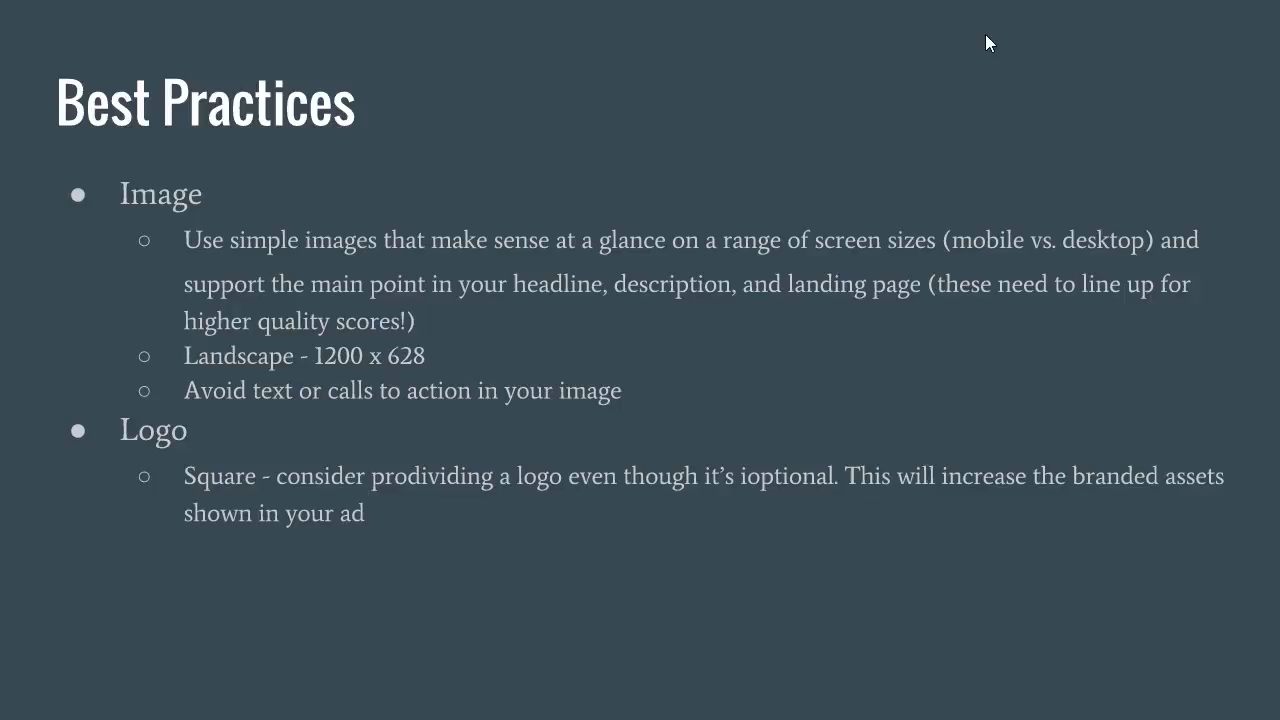 Best Practices
● Image
○ Use simple images that make sense at a glance on a range of screen sizes (mobile vs. desktop) and
support the main point in your headline, description, and landing page (these need to line up for
higher quality scores!)
○ Landscape - 1200 x 628
○ Avoid text or calls to action in your image
● Logo
○ Square - consider prodividing a logo even though it’s ioptional. This will increase the branded assets
shown in your ad